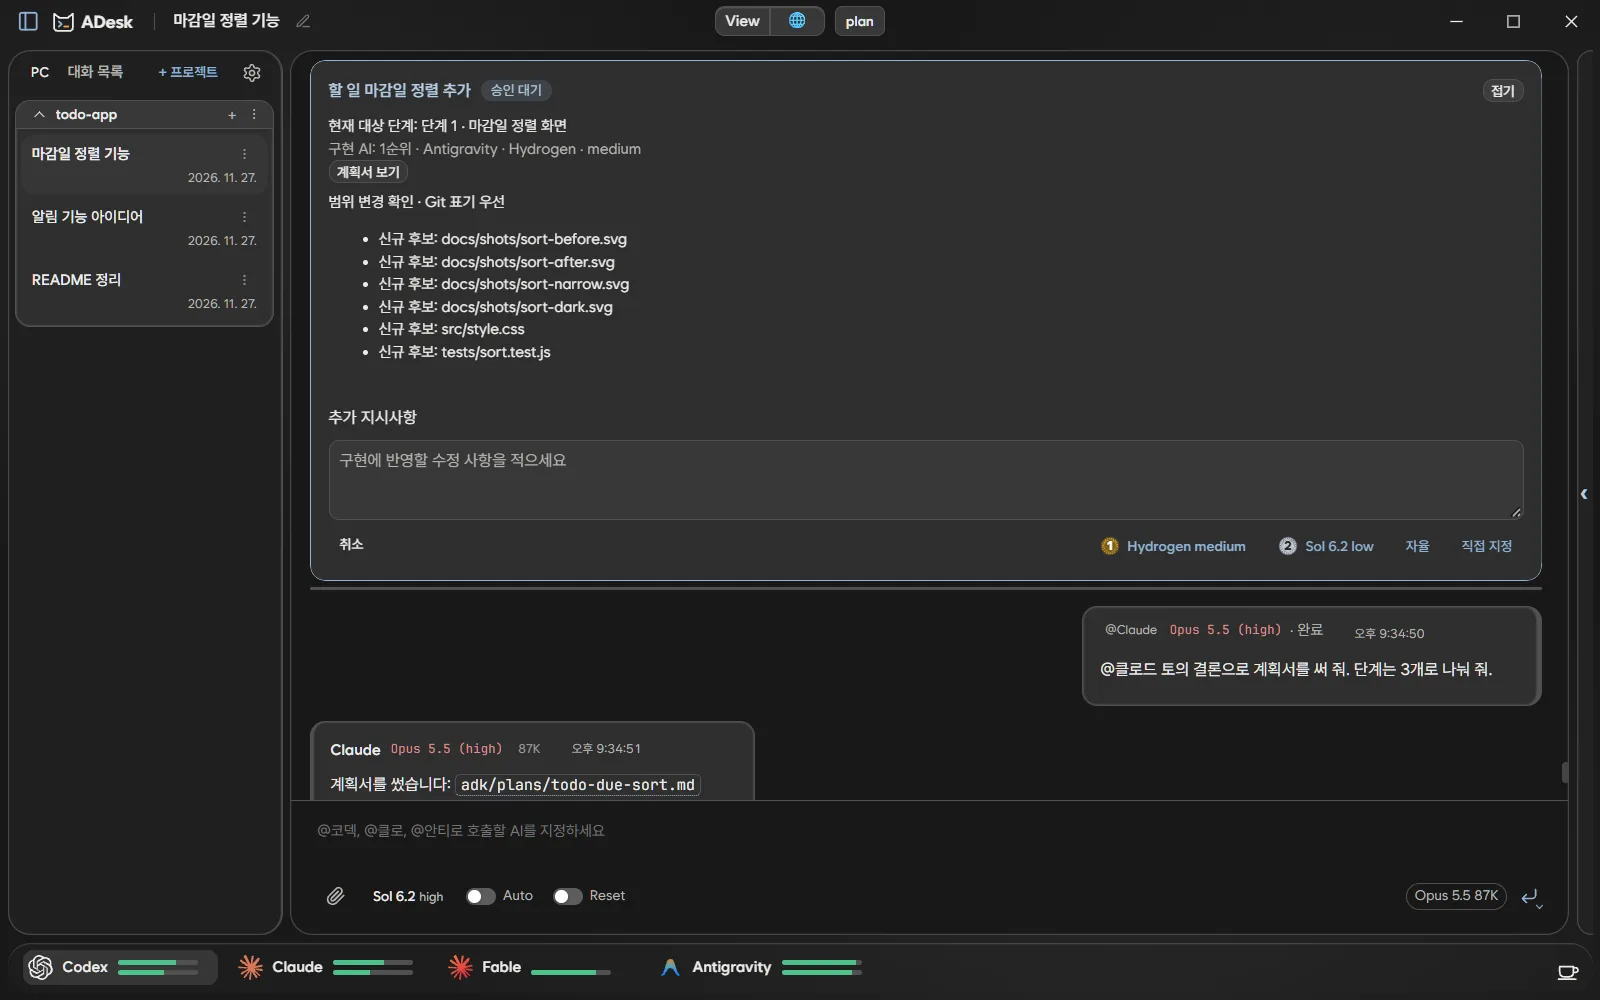 ADesk
마감일 정렬 기능
View
plan
PC 대화 목록 + 프로젝트
todo-app
마감일 정렬 기능
2026. 11. 27.
알림 기능 아이디어
2026. 11. 27.
README 정리
2026. 11. 27.
할 일 마감일 정렬 추가 승인 대기
접기
현재 대상 단계: 단계 1 · 마감일 정렬 화면
구현 AI: 1순위 · Antigravity · Hydrogen · medium
계획서 보기
범위 변경 확인 · Git 표기 우선
• 신규 후보: docs/shots/sort-before.svg
• 신규 후보: docs/shots/sort-after.svg
• 신규 후보: docs/shots/sort-narrow.svg
• 신규 후보: docs/shots/sort-dark.svg
• 신규 후보: src/style.css
• 신규 후보: tests/sort.test.js
추가 지시사항
구현에 반영할 수정 사항을 적으세요
취소
1 Hydrogen medium 2 Sol 6.2 low 자율 직접 지정
@Claude Opus 5.5 (high) · 완료 오후 9:34:50
@클로드 토의 결론으로 계획서를 써 줘. 단계는 3개로 나눠 줘.
Claude Opus 5.5 (high) 87K 오후 9:34:51
계획서를 썼습니다: adk/plans/todo-due-sort.md
@코덱, @클로, @안티로 호출할 AI를 지정하세요
Sol 6.2 high Auto Reset
Opus 5.5 87K
Codex Claude Fable Antigravity